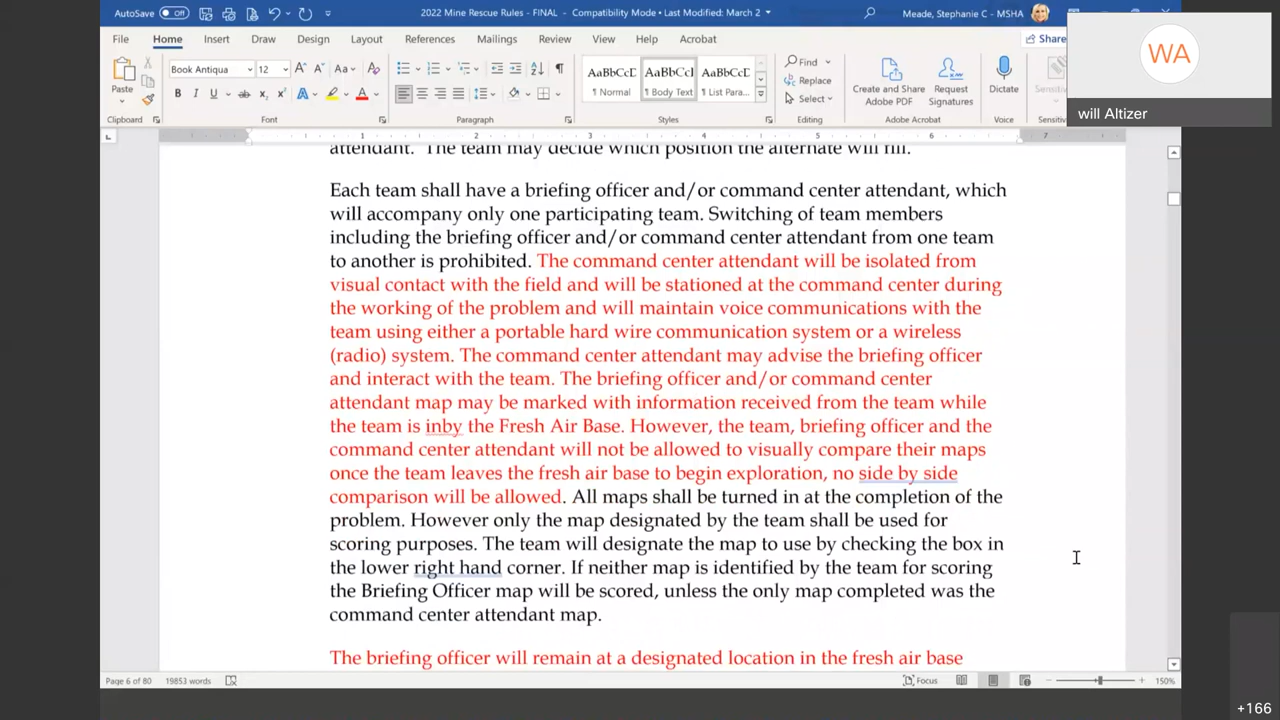 AutoSave Off 2022 Mine Rescue Rules - FINAL - Compatibility Mode • Last Modified: March 2 Meade, Stephanie C - MSHA
WA
will Altizer
File Home Insert Draw Design Layout References Mailings Review View Help Acrobat Share
Paste Book Antiqua 12 Aa AaBbCcD AaBbCcI AaBbCcD Find Replace Select Create and Share Adobe PDF Request Signatures Dictate
Normal Body Text List Para...
Clipboard Font Paragraph Styles Editing Adobe Acrobat Voice
1 2 3 4 5 6 7
attendant. The team may decide which position the alternate will fill.
Each team shall have a briefing officer and/or command center attendant, which
will accompany only one participating team. Switching of team members
including the briefing officer and/or command center attendant from one team
to another is prohibited. The command center attendant will be isolated from
visual contact with the field and will be stationed at the command center during
the working of the problem and will maintain voice communications with the
team using either a portable hard wire communication system or a wireless
(radio) system. The command center attendant may advise the briefing officer
and interact with the team. The briefing officer and/or command center
attendant map may be marked with information received from the team while
the team is inby the Fresh Air Base. However, the team, briefing officer and the
command center attendant will not be allowed to visually compare their maps
once the team leaves the fresh air base to begin exploration, no side by side
comparison will be allowed. All maps shall be turned in at the completion of the
problem. However only the map designated by the team shall be used for
scoring purposes. The team will designate the map to use by checking the box in
the lower right hand corner. If neither map is identified by the team for scoring
the Briefing Officer map will be scored, unless the only map completed was the
command center attendant map.
The briefing officer will remain at a designated location in the fresh air base
Page 6 of 80 19853 words Focus 150%
+166